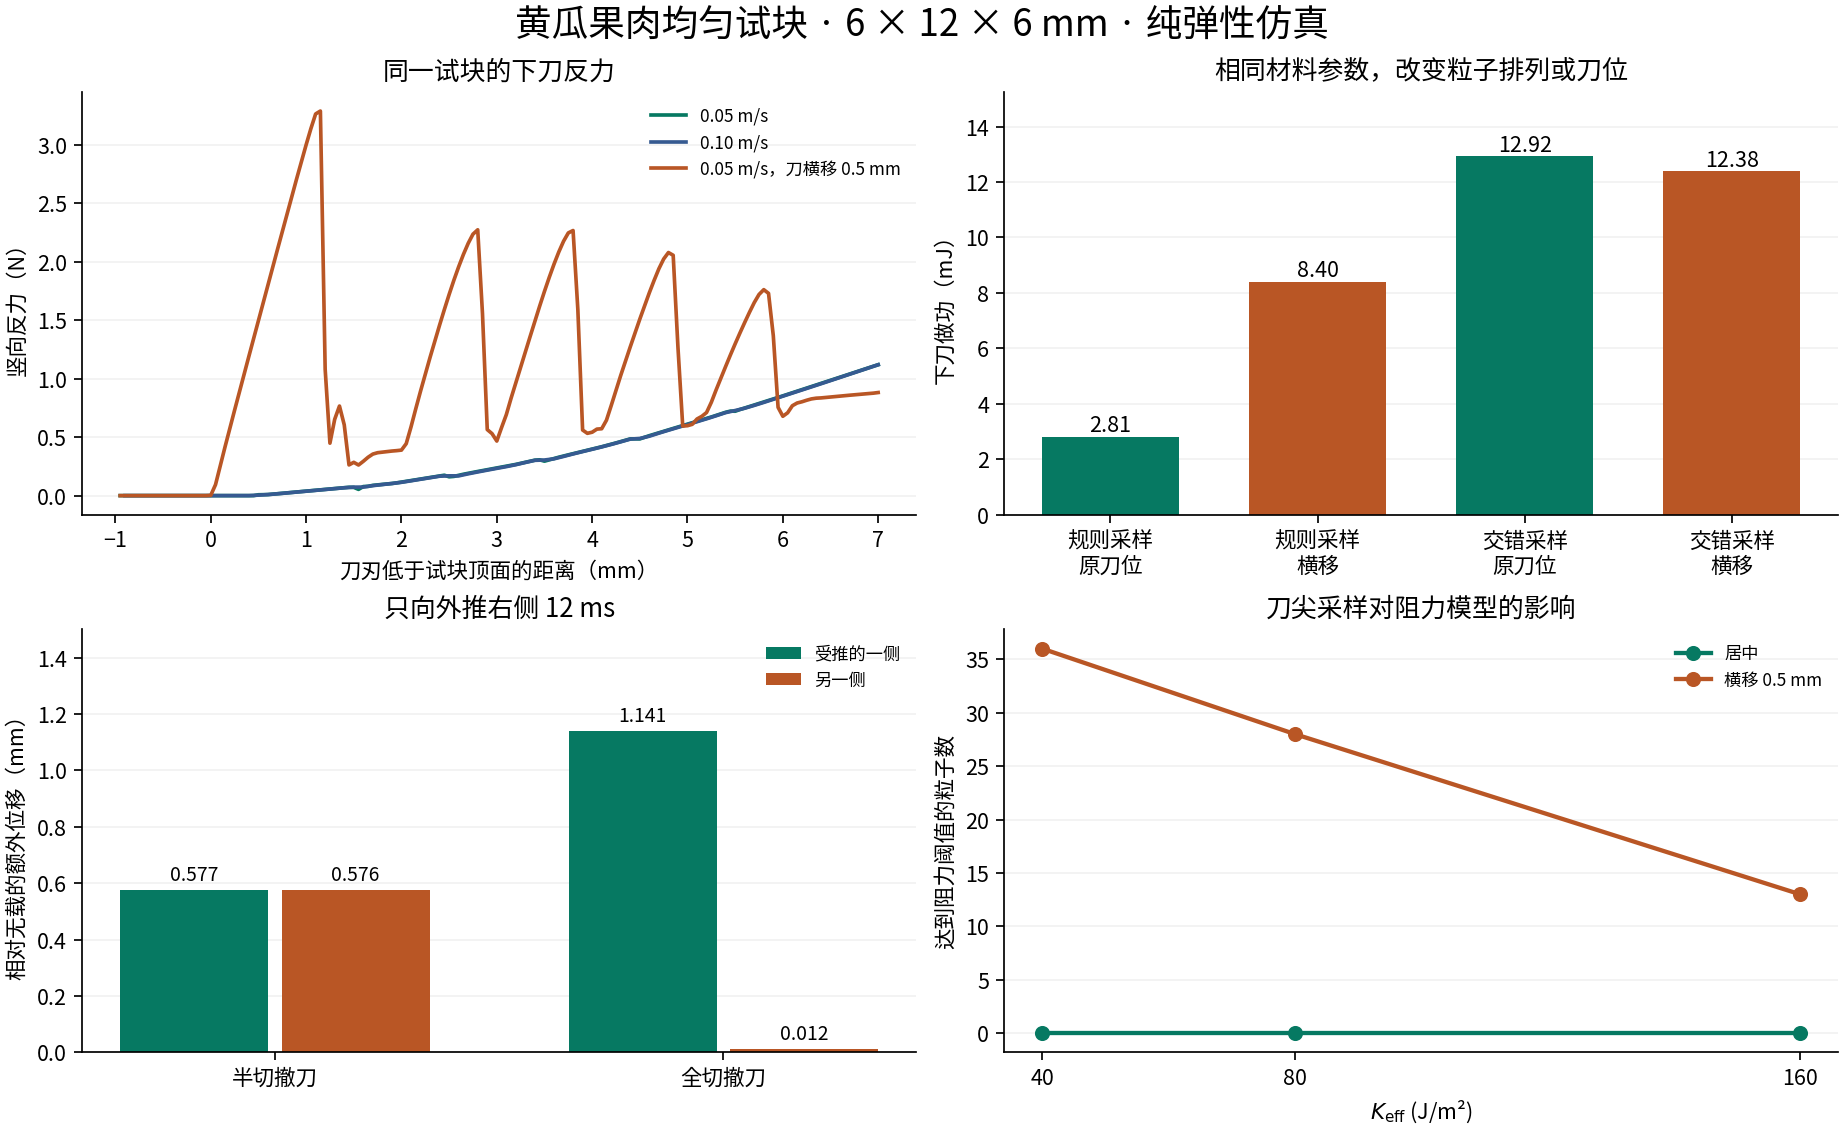 黄瓜果肉均匀试块 · 6 × 12 × 6 mm · 纯弹性仿真
同一试块的下刀反力
竖向反力（N）
3.0
2.5
2.0
1.5
1.0
0.5
0.0
−1
0
1
2
3
4
5
6
7
刀刃低于试块顶面的距离（mm）
0.05 m/s
0.10 m/s
0.05 m/s，刀横移 0.5 mm
相同材料参数，改变粒子排列或刀位
下刀做功（mJ）
14
12
10
8
6
4
2
0
2.81
8.40
12.92
12.38
规则采样
原刀位
规则采样
横移
交错采样
原刀位
交错采样
横移
只向外推右侧 12 ms
相对无载的额外位移（mm）
1.4
1.2
1.0
0.8
0.6
0.4
0.2
0.0
受推的一侧
另一侧
0.577
0.576
1.141
0.012
半切撤刀
全切撤刀
刀尖采样对阻力模型的影响
达到阻力阈值的粒子数
35
30
25
20
15
10
5
0
居中
横移 0.5 mm
40
80
160
Keff (J/m²)